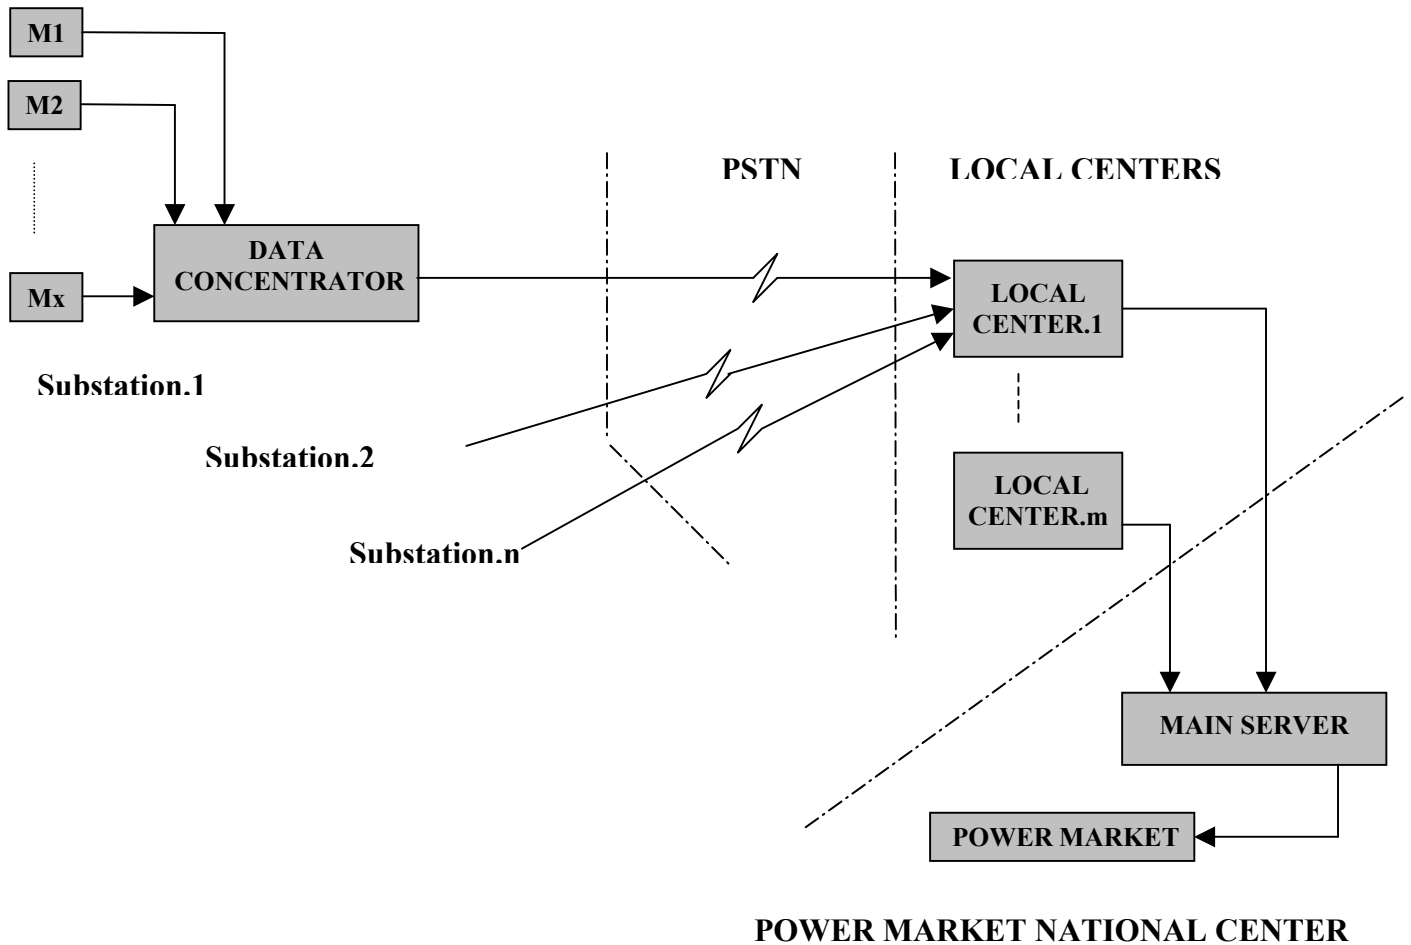 M1
M2
PSTN
LOCAL CENTERS
DATA
CONCENTRATOR
Mx
LOCAL
CENTER.1
Substation.1
Substation.2
LOCAL
CENTER.m
Substation.n
MAIN SERVER
POWER MARKET
POWER MARKET NATIONAL CENTER